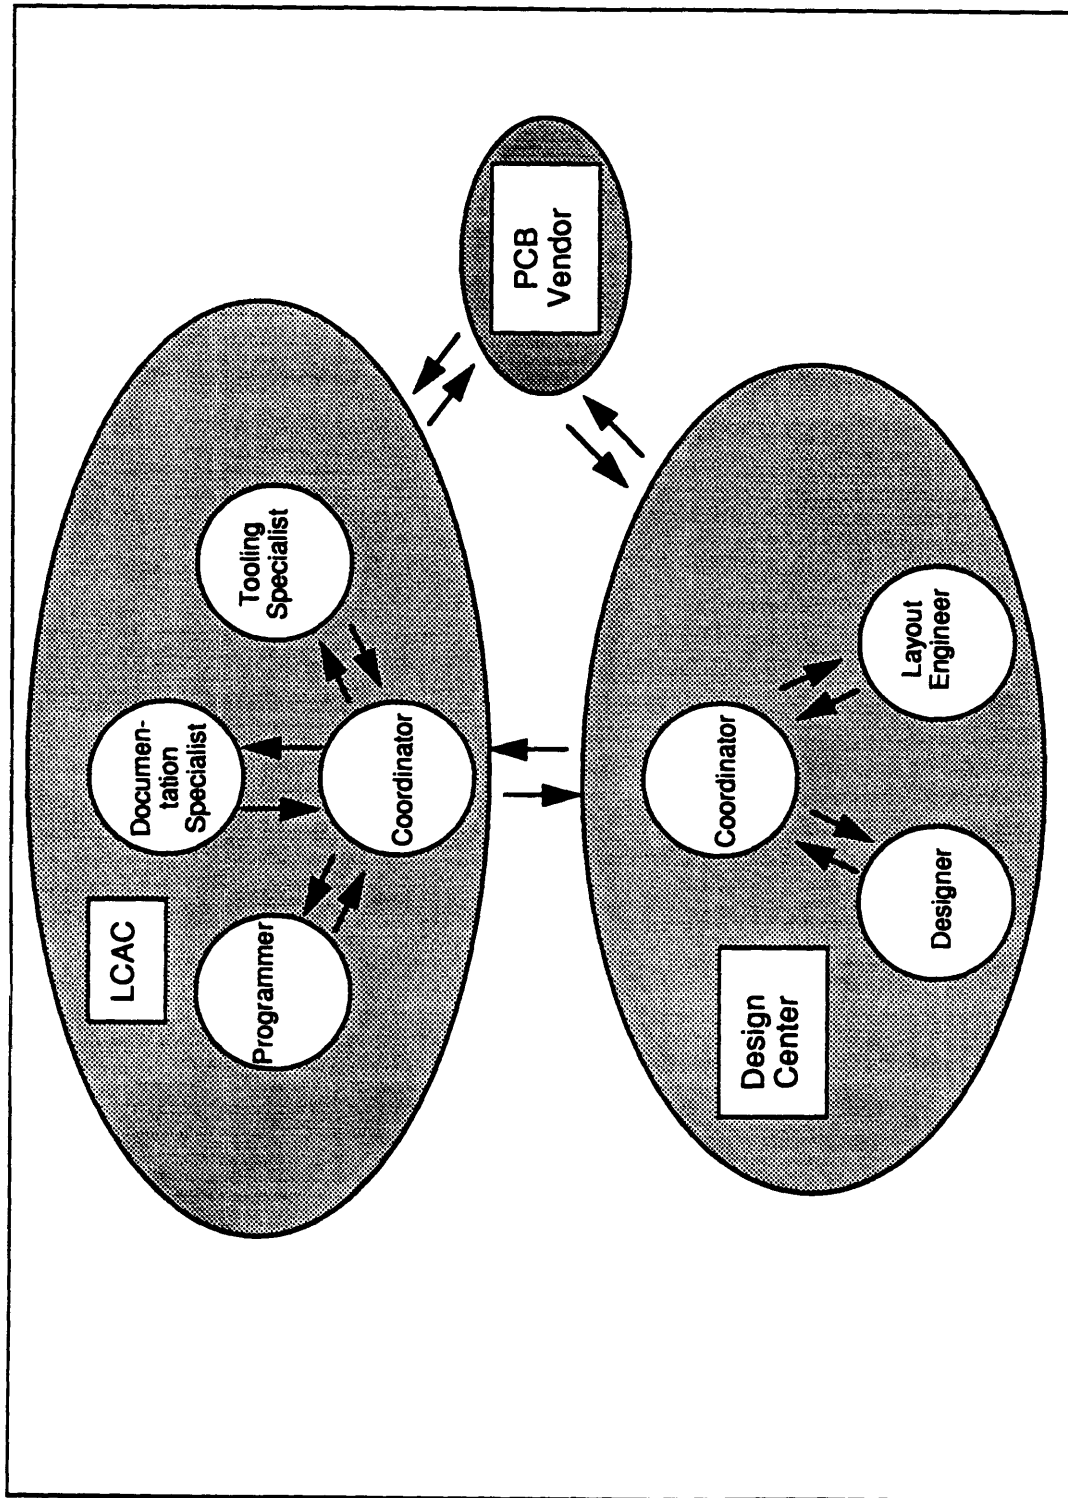 LCAC
Programmer
Documen-
tation
Specialist
Tooling
Specialist
Coordinator
PCB
Vendor
Design
Center
Coordinator
Designer
Layout
Engineer